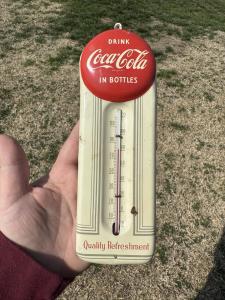 DRINK
Coca-Cola
IN BOTTLES
Quality Refreshment